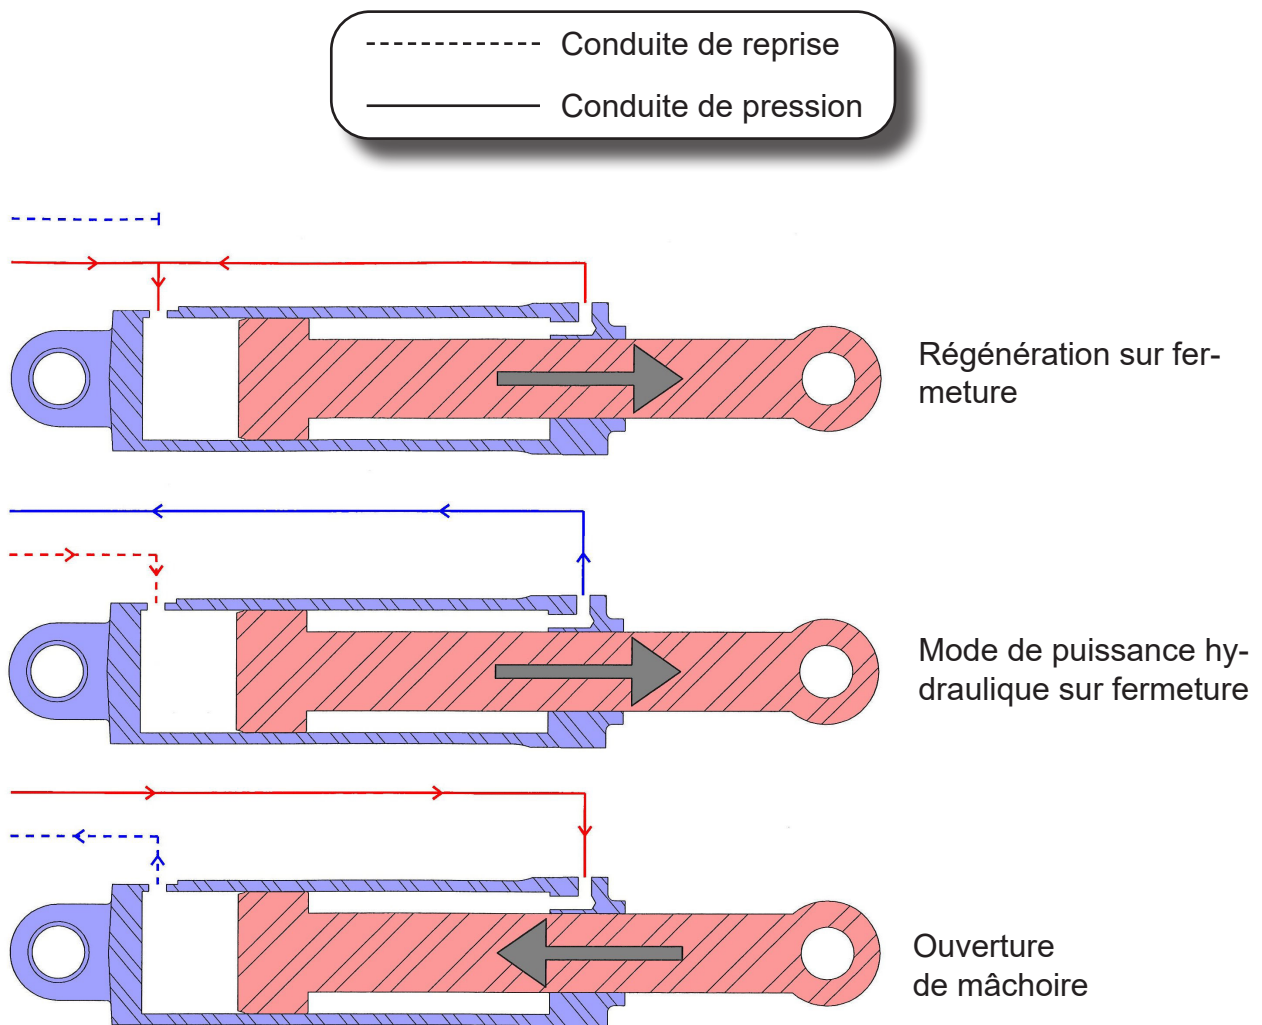 Conduite de reprise
Conduite de pression
Régénération sur fer-
meture
Mode de puissance hy-
draulique sur fermeture
Ouverture
de mâchoire